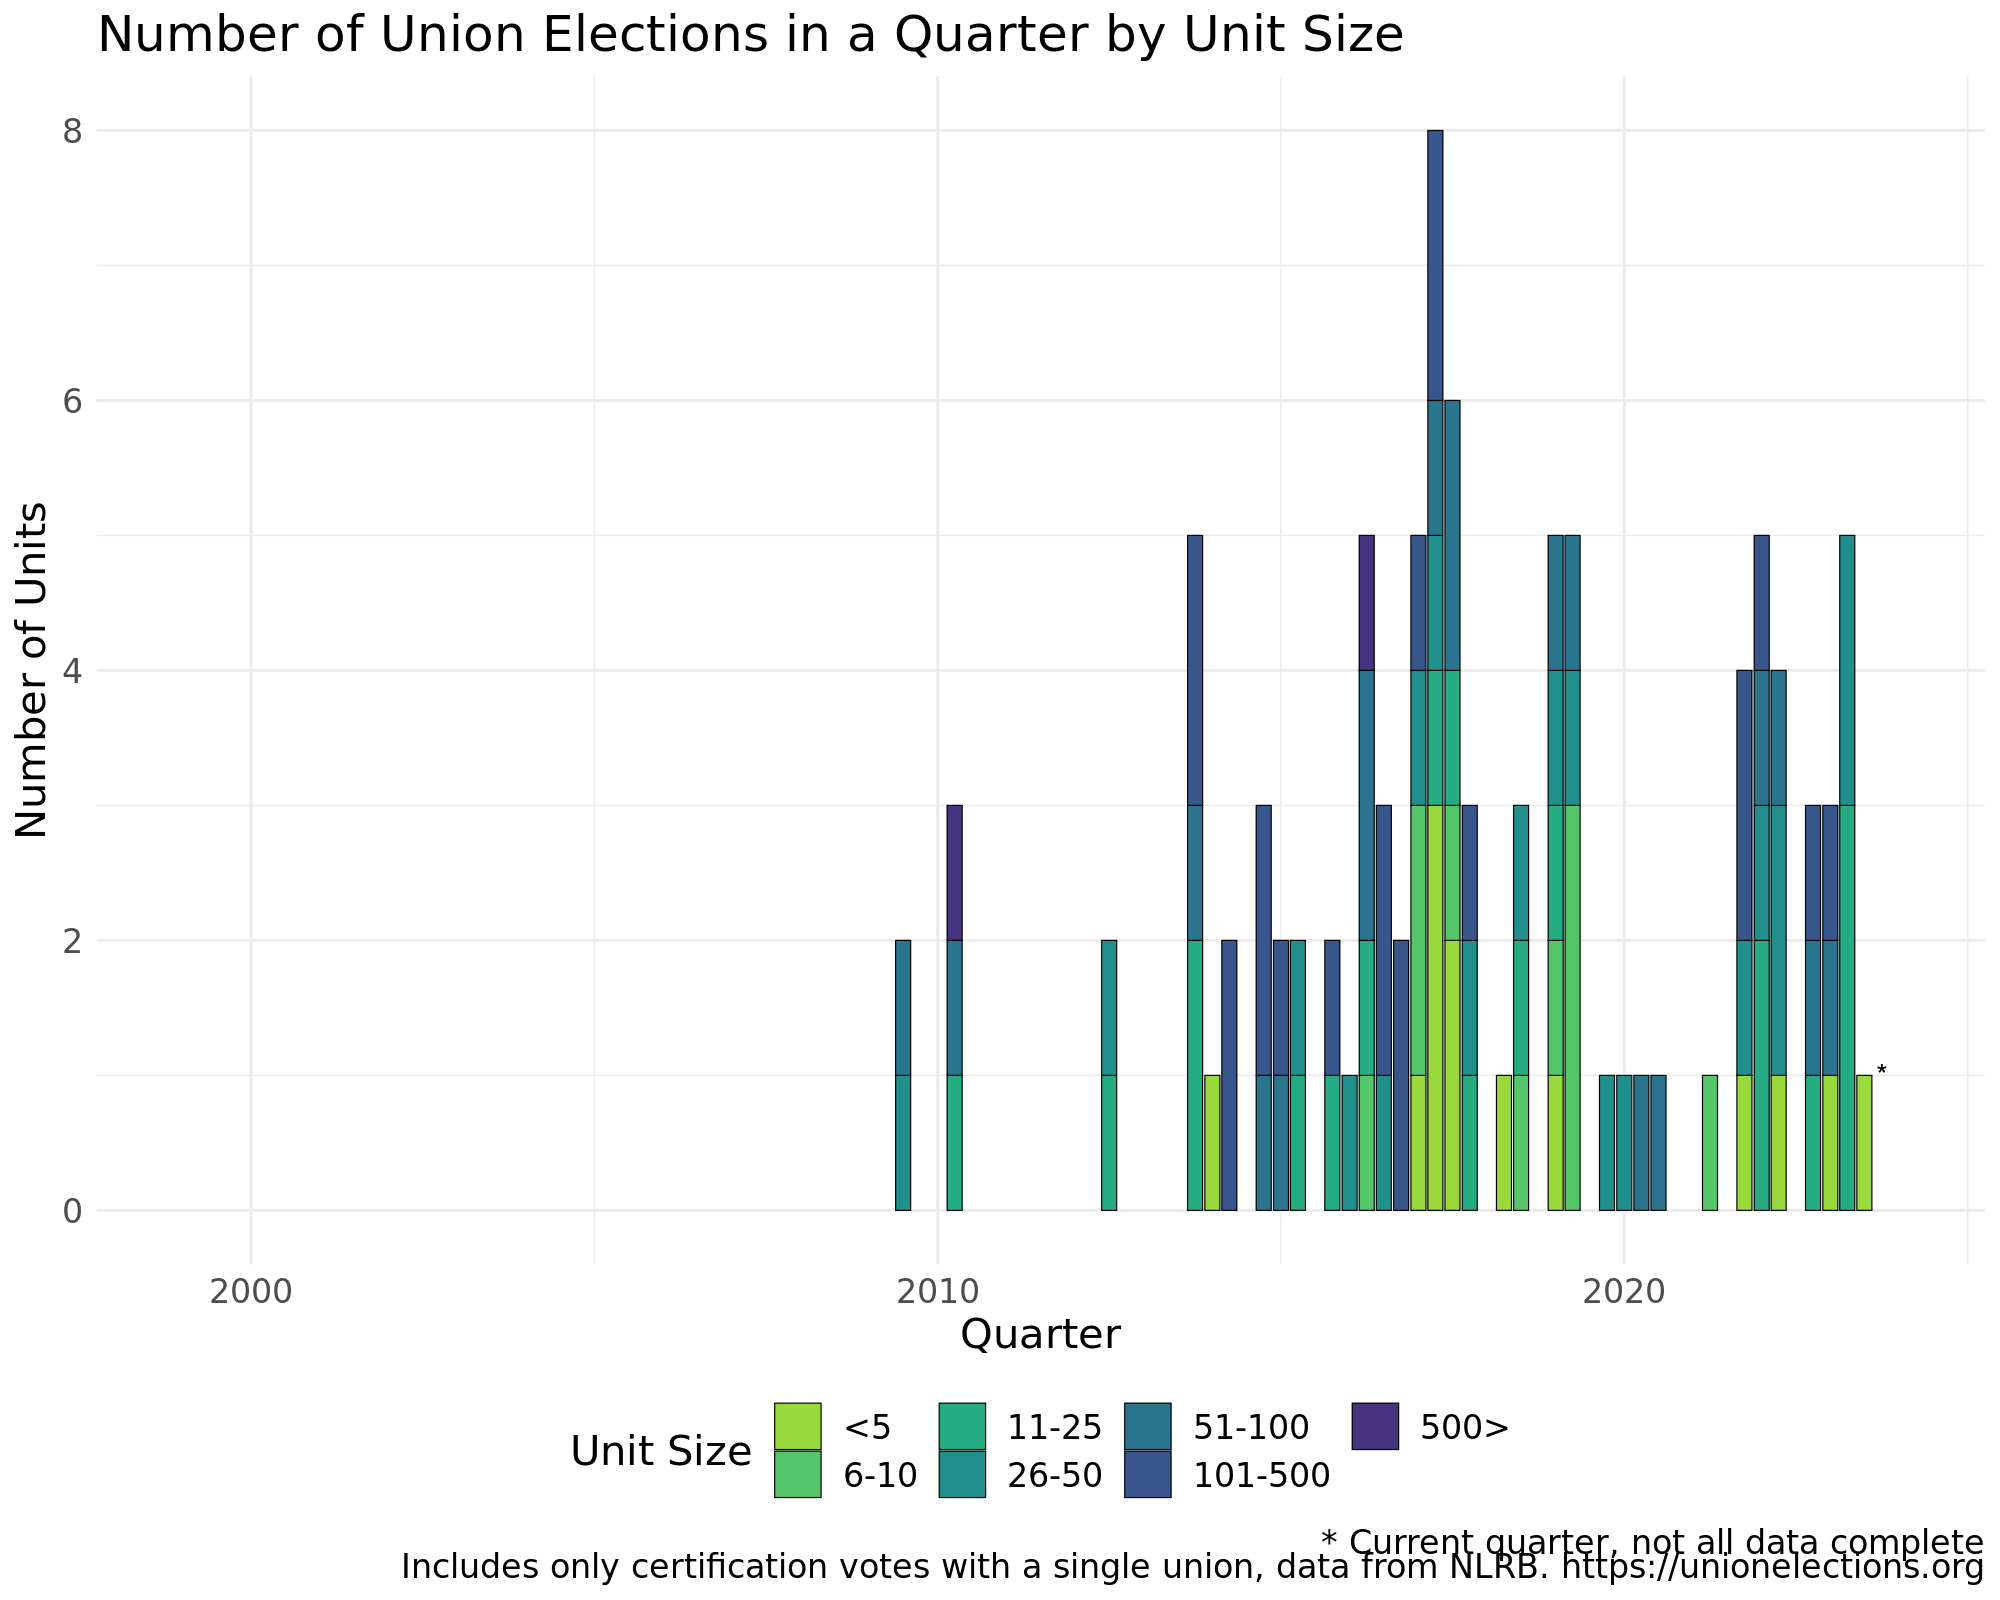 Number of Union Elections in a Quarter by Unit Size
8
6
4
2
0
Number of Units
*
2000 2010 2020
Quarter
Unit Size
<5 11-25 51-100 500>
6-10 26-50 101-500
* Current quarter, not all data complete
Includes only certification votes with a single union, data from NLRB. https://unionelections.org